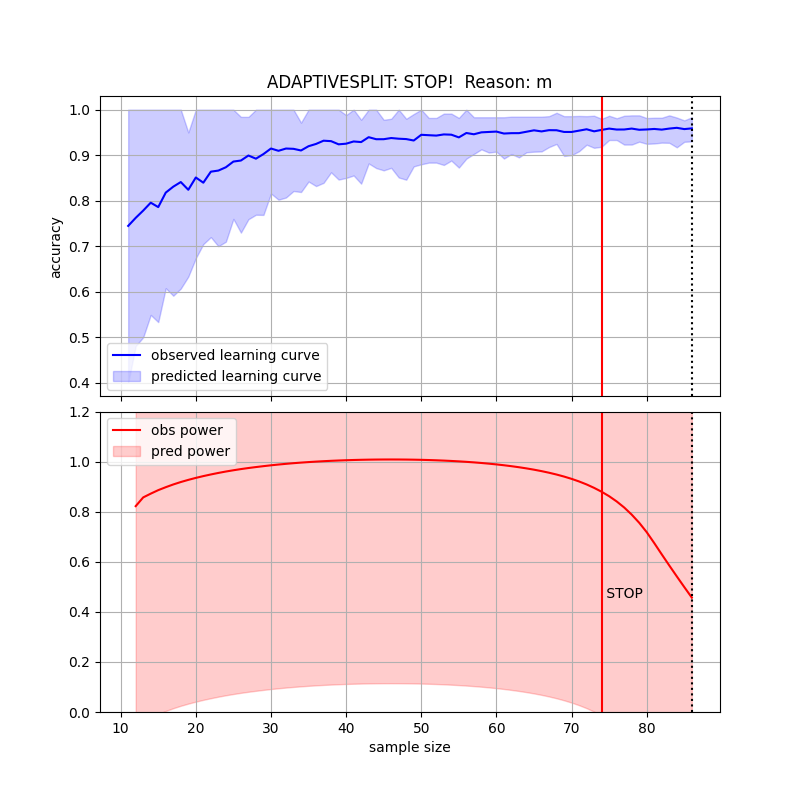 ADAPTIVESPLIT: STOP!  Reason: m
1.0
0.9
0.8
0.7
0.6
0.5
0.4
accuracy
observed learning curve
predicted learning curve
1.2
1.0
0.8
0.6
0.4
0.2
0.0
obs power
pred power
STOP
10 20 30 40 50 60 70 80
sample size